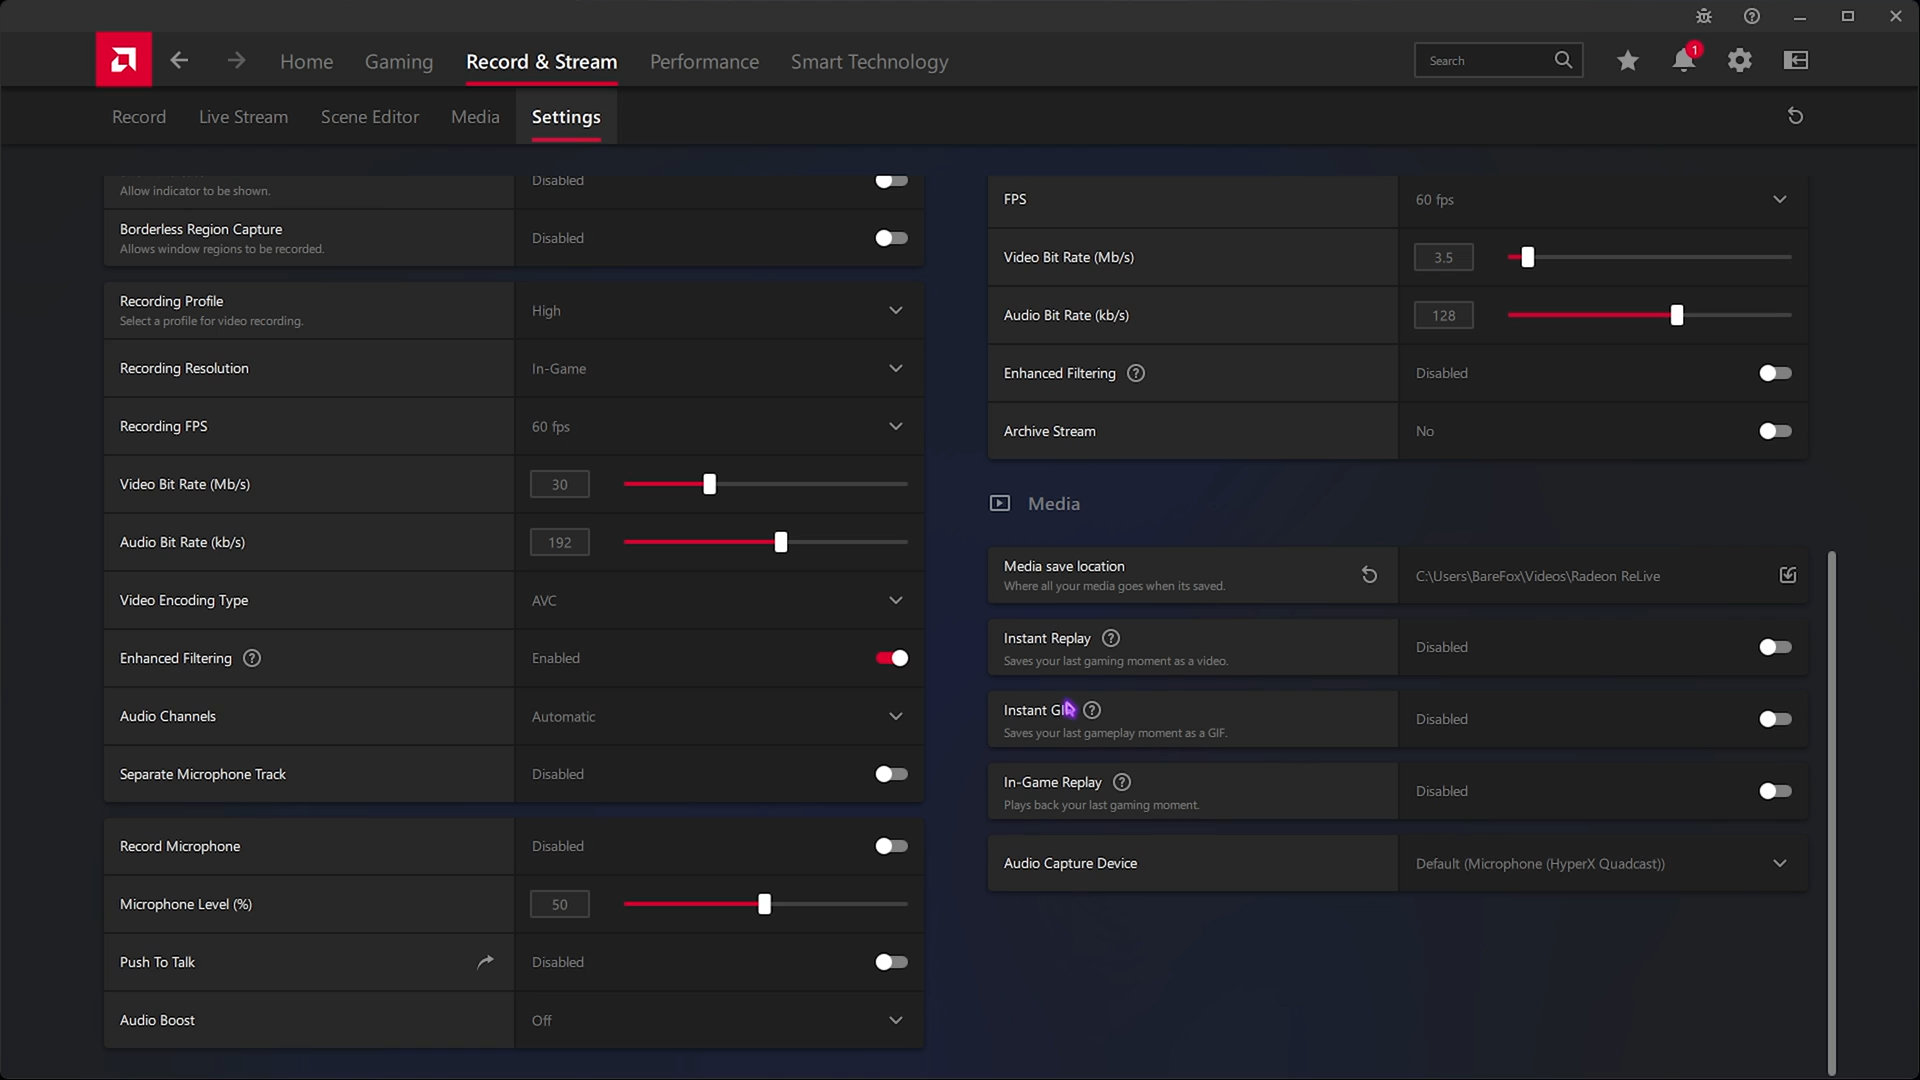 1
Home
Gaming
Record & Stream
Performance
Smart Technology
Search
Record
Live Stream
Scene Editor
Media
Settings
Allow indicator to be shown.
Disabled
Borderless Region Capture
Allows window regions to be recorded.
Disabled
Recording Profile
Select a profile for video recording.
High
Recording Resolution
In-Game
Recording FPS
60 fps
Video Bit Rate (Mb/s)
30
Audio Bit Rate (kb/s)
192
Video Encoding Type
AVC
Enhanced Filtering ?
Enabled
Audio Channels
Automatic
Separate Microphone Track
Disabled
Record Microphone
Disabled
Microphone Level (%)
50
Push To Talk
Disabled
Audio Boost
Off
FPS
60 fps
Video Bit Rate (Mb/s)
3.5
Audio Bit Rate (kb/s)
128
Enhanced Filtering ?
Disabled
Archive Stream
No
Media
Media save location
Where all your media goes when its saved.
C:\Users\BareFox\Videos\Radeon ReLive
Instant Replay ?
Saves your last gaming moment as a video.
Disabled
Instant GIF ?
Saves your last gameplay moment as a GIF.
Disabled
In-Game Replay ?
Plays back your last gaming moment.
Disabled
Audio Capture Device
Default (Microphone (HyperX Quadcast))